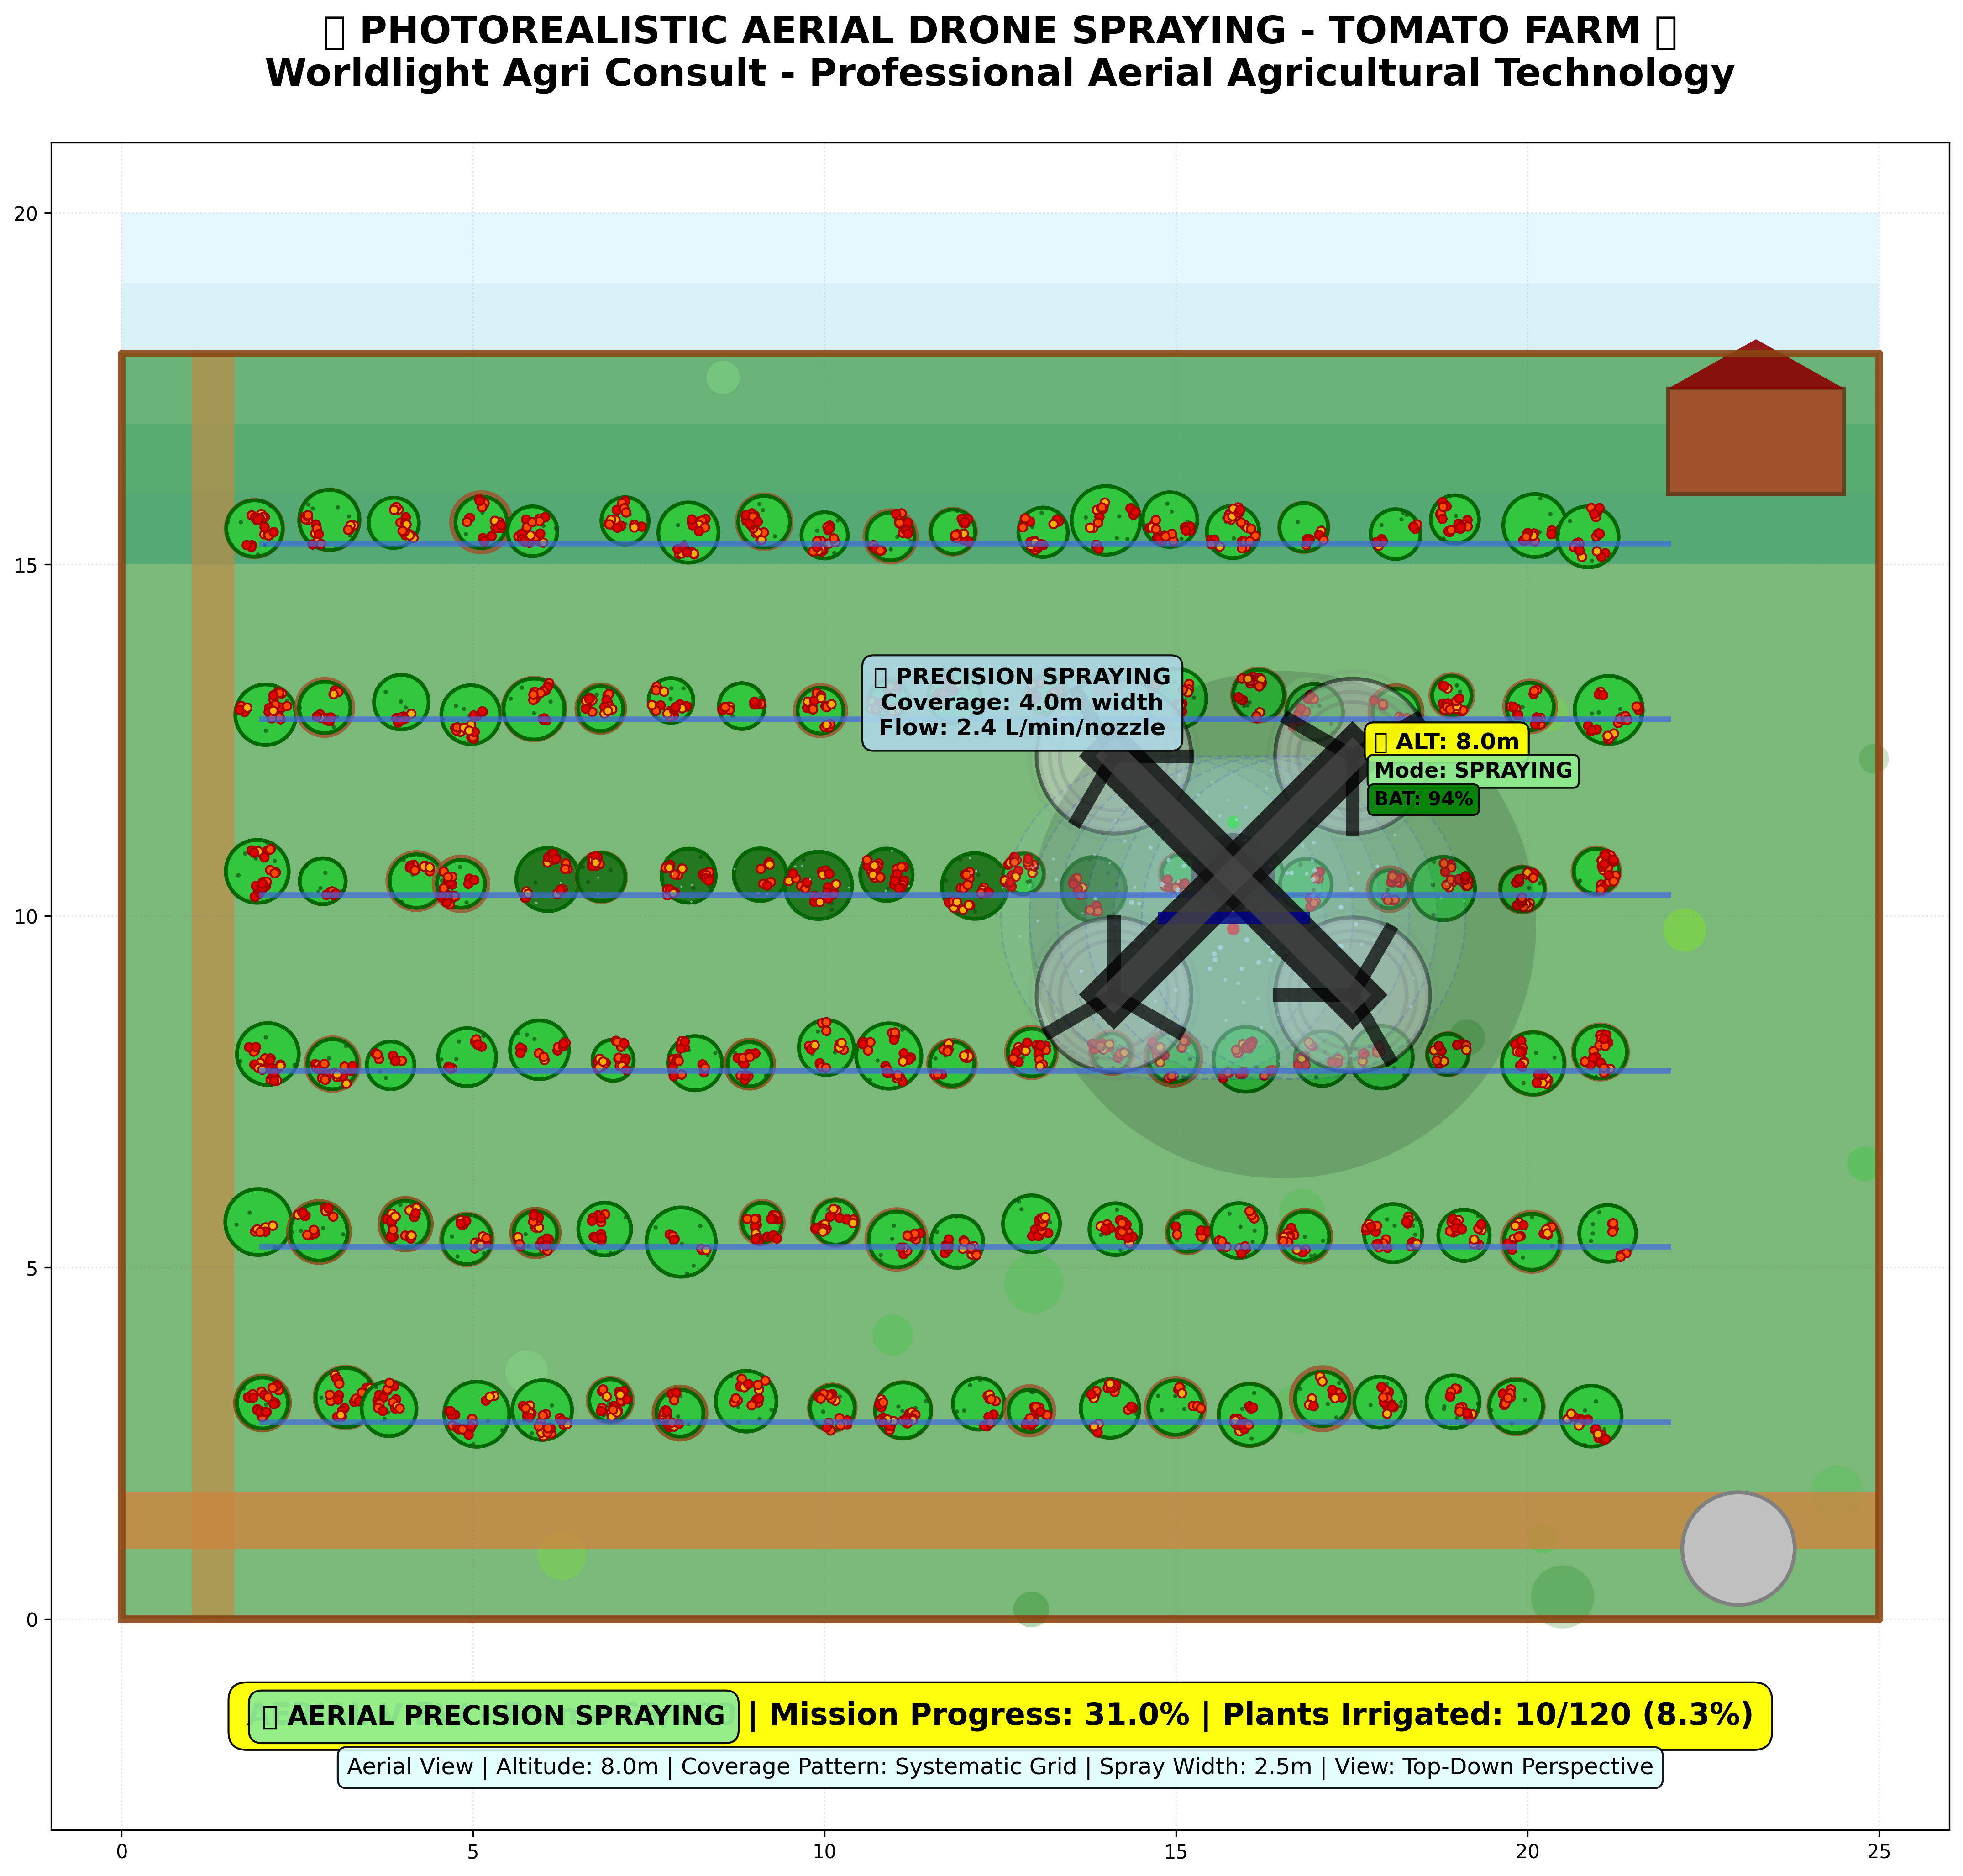 ▯ PHOTOREALISTIC AERIAL DRONE SPRAYING - TOMATO FARM ▯
Worldlight Agri Consult - Professional Aerial Agricultural Technology
20
15
10
5
0
▯ PRECISION SPRAYING
Coverage: 4.0m width
Flow: 2.4 L/min/nozzle
▯ ALT: 8.0m
Mode: SPRAYING
BAT: 94%
▯ AERIAL PRECISION SPRAYING | Mission Progress: 31.0% | Plants Irrigated: 10/120 (8.3%)
Aerial View | Altitude: 8.0m | Coverage Pattern: Systematic Grid | Spray Width: 2.5m | View: Top-Down Perspective
0 5 10 15 20 25